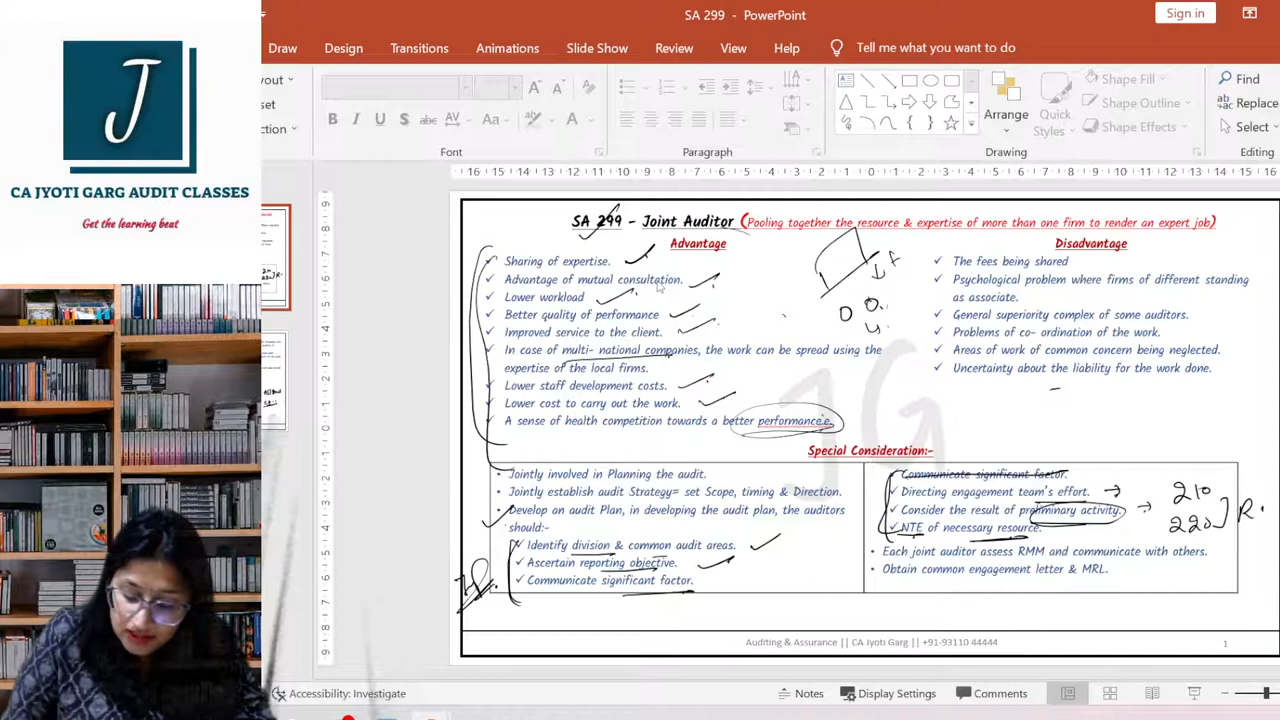 SA 299 - PowerPoint
Sign in
Draw
Design
Transitions
Animations
Slide Show
Review
View
Help
Tell me what you want to do
Shape Fill
Shape Outline
Shape Effects
Arrange
Quick
Styles
Find
Replace
Select
Font
Paragraph
Drawing
Editing
J
CA JYOTI GARG AUDIT CLASSES
Get the learning beat
SA 299 - Joint Auditor (Pooling together the resource & expertise of more than one firm to render an expert job)
Advantage
Sharing of expertise.
Advantage of mutual consultation.
Lower workload
Better quality of performance
Improved service to the client.
In case of multi- national companies, the work can be spread using the
expertise of the local firms.
Lower staff development costs.
Lower cost to carry out the work.
A sense of health competition towards a better performance.e.
Disadvantage
The fees being shared
Psychological problem where firms of different standing
as associate.
General superiority complex of some auditors.
Problems of co- ordination of the work.
Areas of work of common concern being neglected.
Uncertainty about the liability for the work done.
Special Consideration:-
Jointly involved in Planning the audit.
Jointly establish audit Strategy= set Scope, timing & Direction.
Develop an audit Plan, in developing the audit plan, the auditors
should:-
Identify division & common audit areas.
Ascertain reporting objective.
Communicate significant factor.
Communicate significant factor.
Directing engagement team's effort.
Consider the result of preliminary activity.
NTE of necessary resource.
Each joint auditor assess RMM and communicate with others.
Obtain common engagement letter & MRL.
210
220
R.
Auditing & Assurance || CA Jyoti Garg || +91-93110 44444
1
Accessibility: Investigate
Notes
Display Settings
Comments